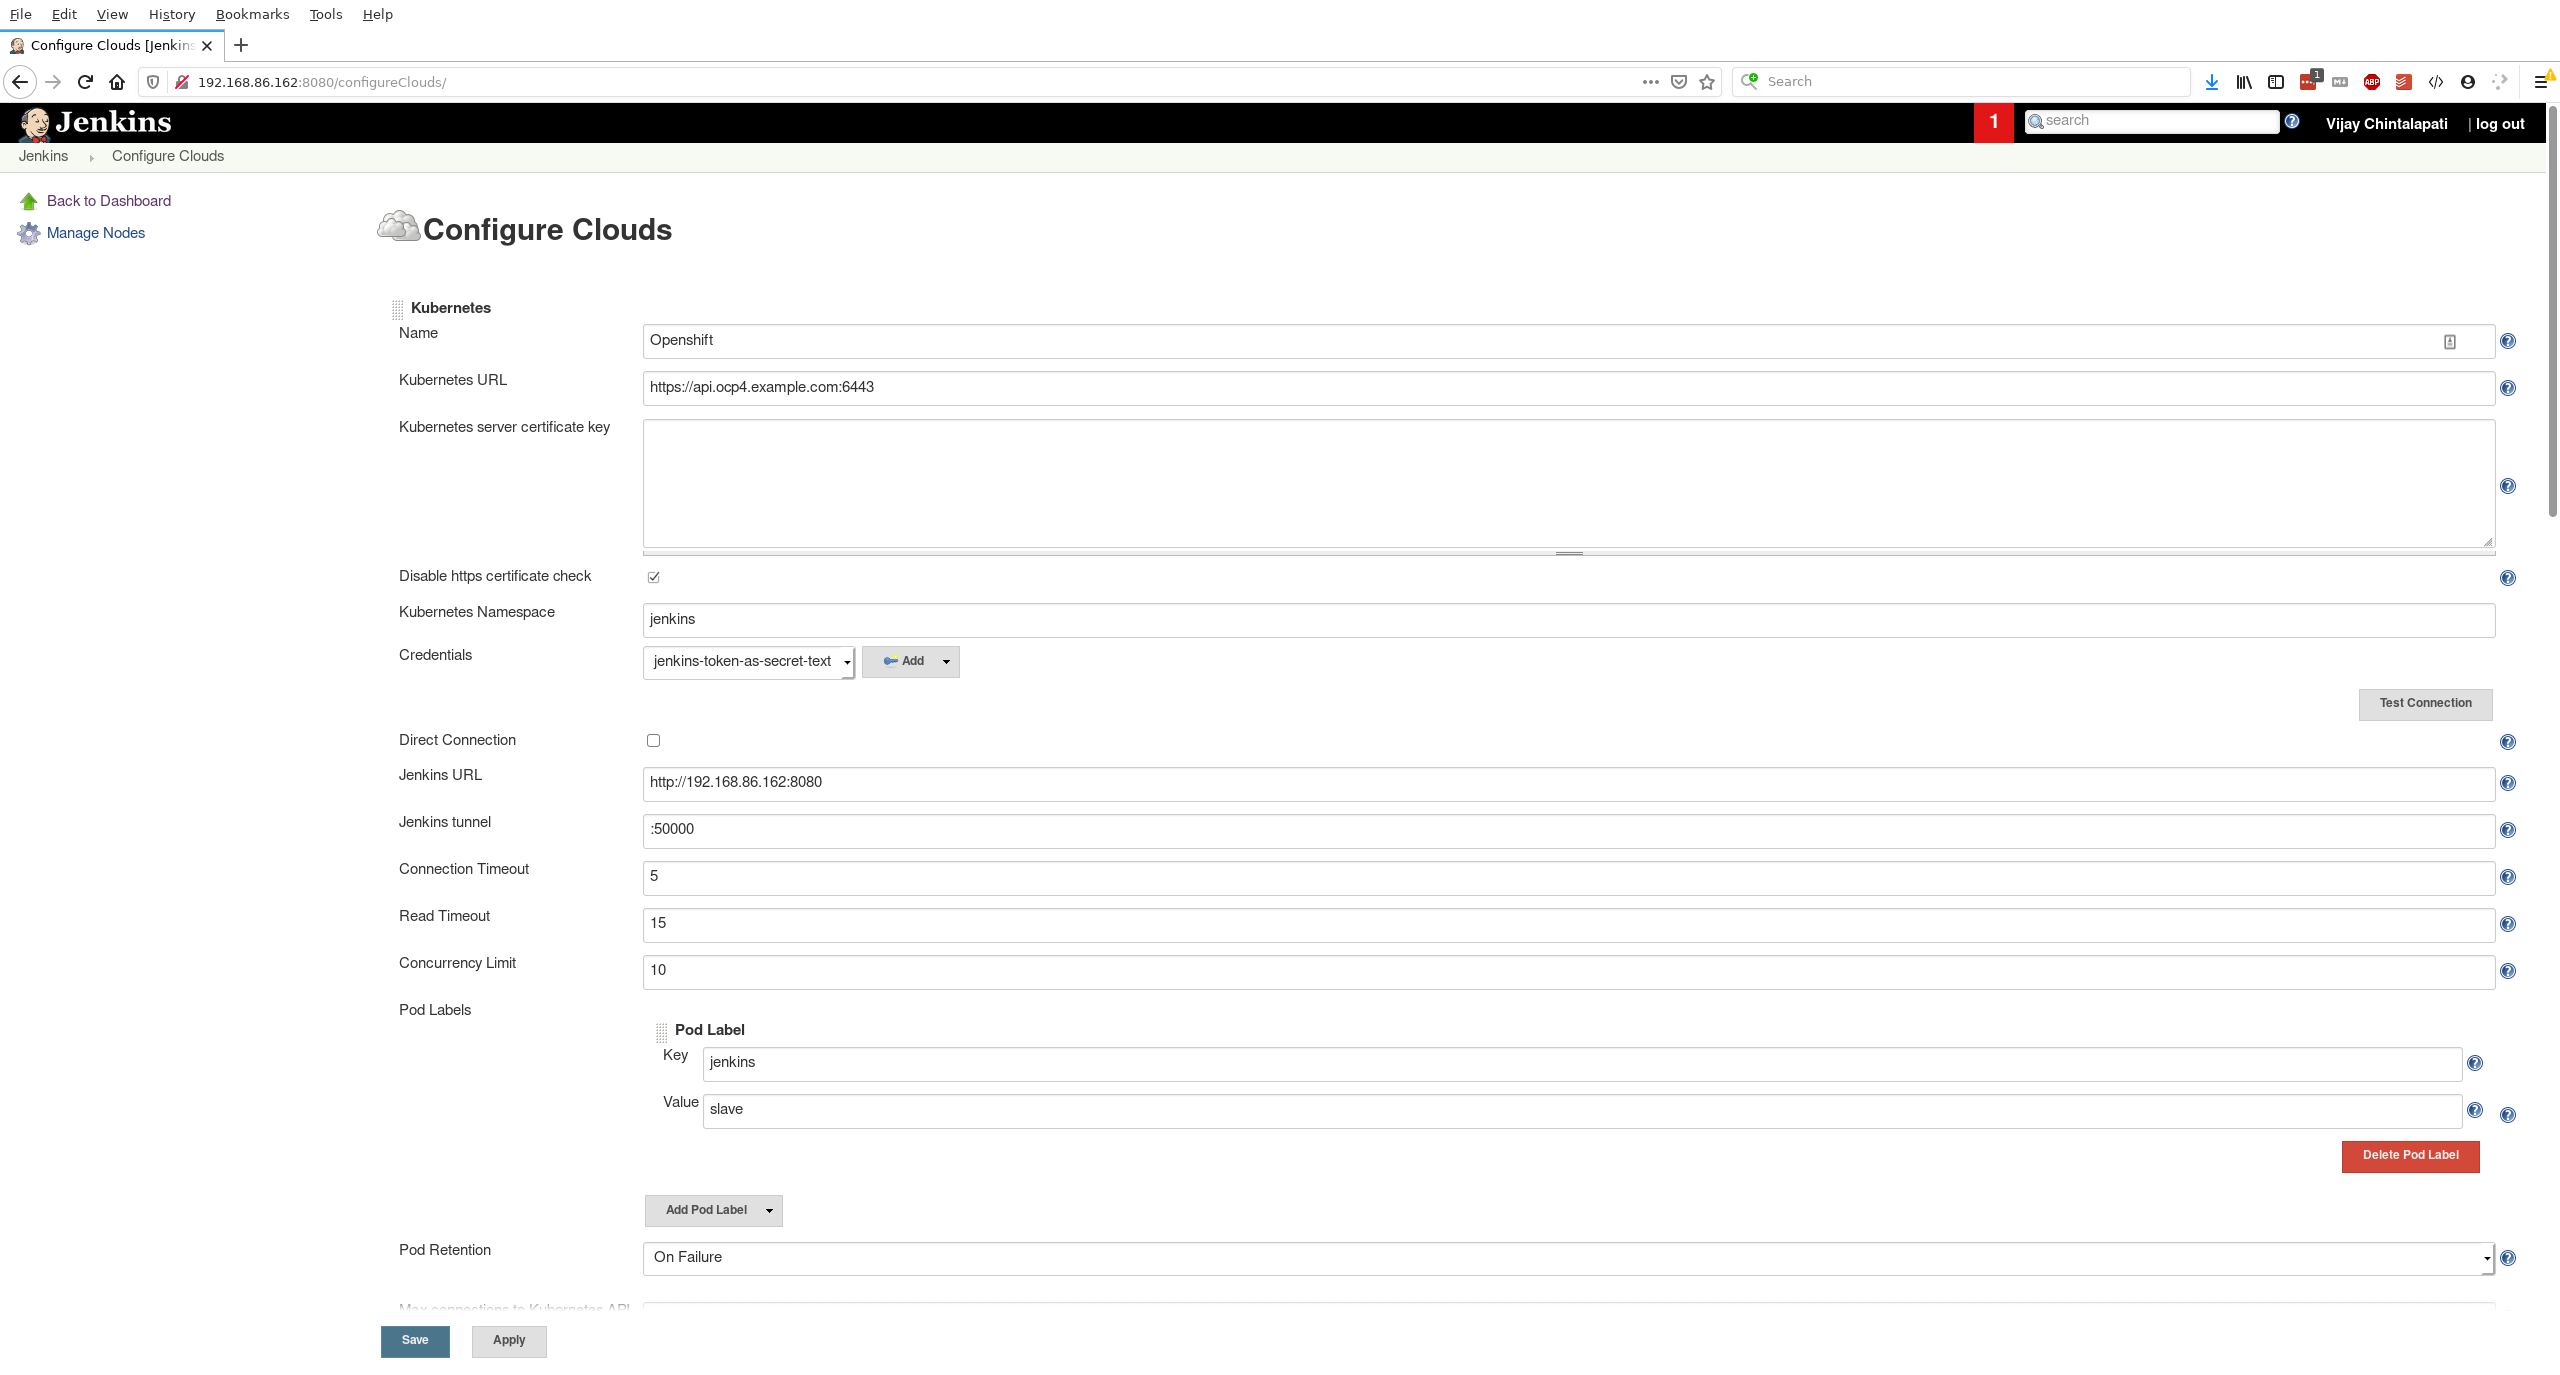 File Edit View History Bookmarks Tools Help
Configure Clouds [Jenkins
192.168.86.162:8080/configureClouds/
Search
1
ABP
Jenkins
1
search
Vijay Chintalapati | log out
Jenkins Configure Clouds
Back to Dashboard
Manage Nodes
Configure Clouds
Kubernetes
Name
Openshift
Kubernetes URL
https://api.ocp4.example.com:6443
Kubernetes server certificate key
Disable https certificate check
Kubernetes Namespace
jenkins
Credentials
jenkins-token-as-secret-text
Add
Test Connection
Direct Connection
Jenkins URL
http://192.168.86.162:8080
Jenkins tunnel
:50000
Connection Timeout
5
Read Timeout
15
Concurrency Limit
10
Pod Labels
Pod Label
Key
jenkins
Value
slave
Delete Pod Label
Add Pod Label
Pod Retention
On Failure
Max connections to Kubernetes API
Save
Apply